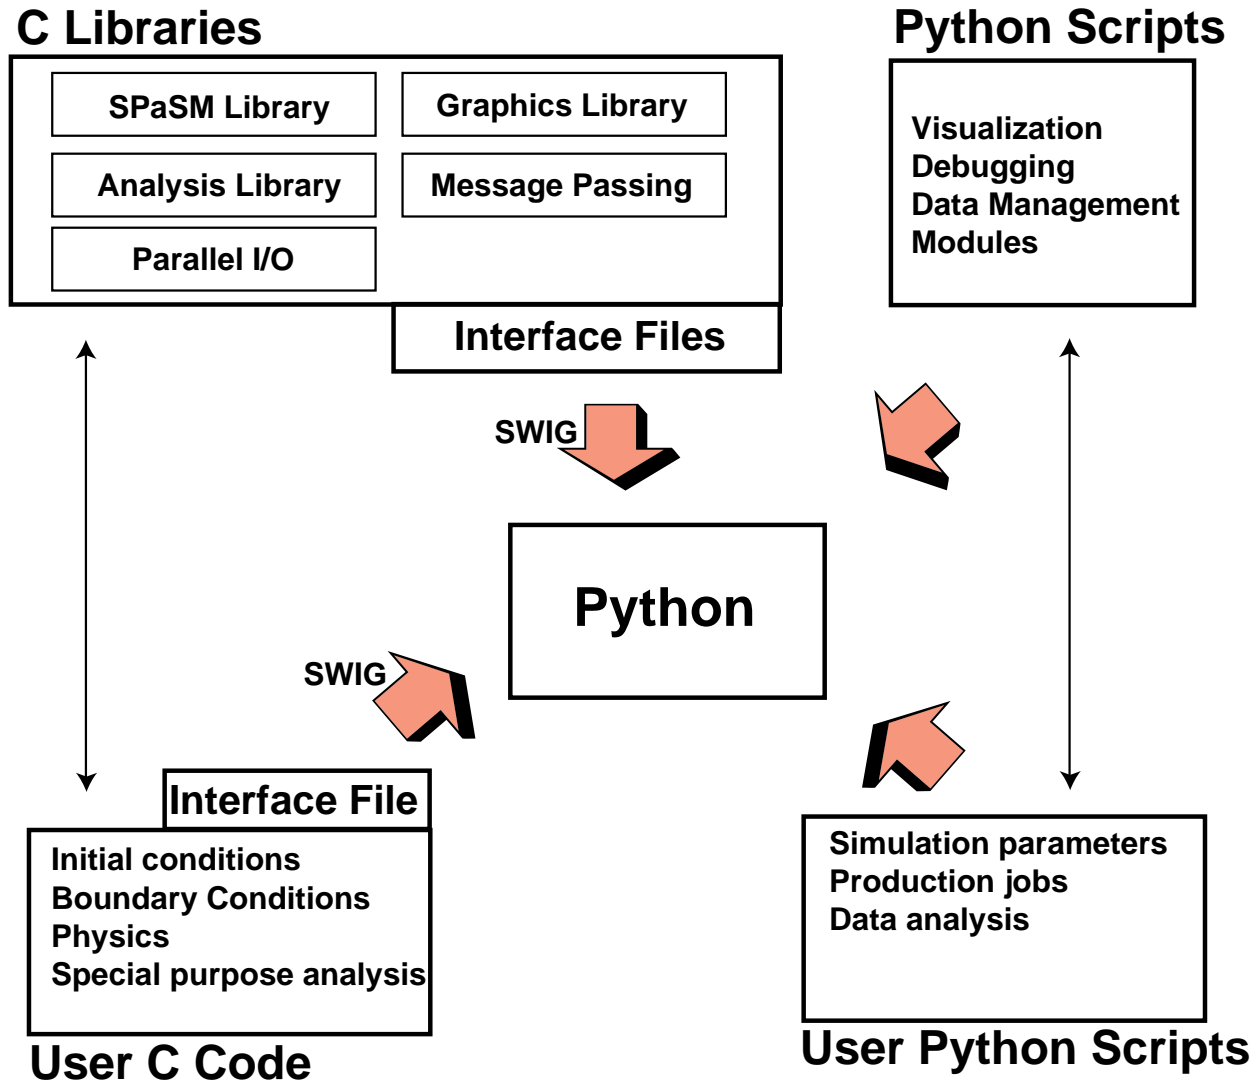 C Libraries
SPaSM Library
Graphics Library
Analysis Library
Message Passing
Parallel I/O
Interface Files
Python Scripts
Visualization
Debugging
Data Management
Modules
SWIG
Python
SWIG
Interface File
Initial conditions
Boundary Conditions
Physics
Special purpose analysis
User C Code
Simulation parameters
Production jobs
Data analysis
User Python Scripts